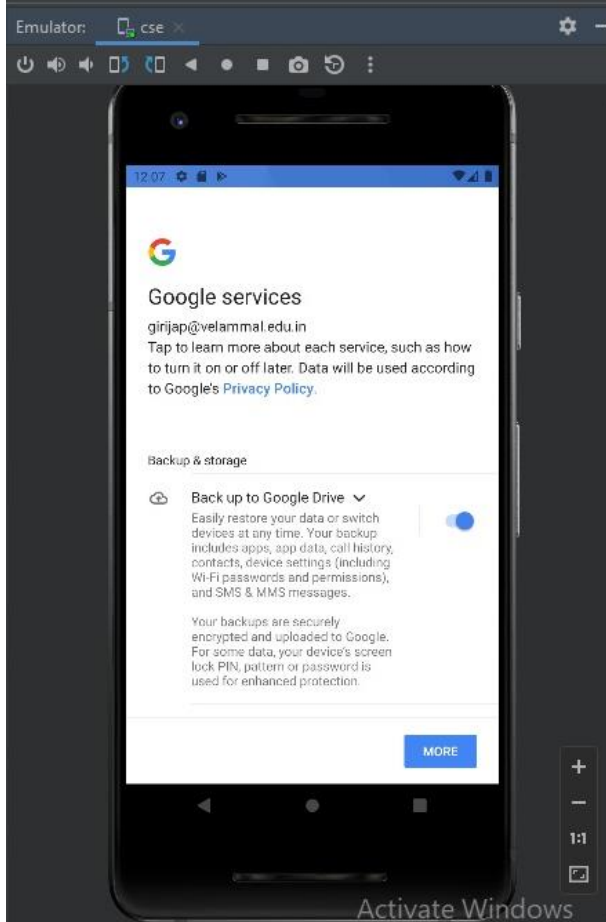 Emulator: cse
12:07
Google services
girijap@velammal.edu.in
Tap to learn more about each service, such as how
to turn it on or off later. Data will be used according
to Google's Privacy Policy.
Backup & storage
Back up to Google Drive
Easily restore your data or switch
devices at any time. Your backup
includes apps, app data, call history,
contacts, device settings (including
Wi-Fi passwords and permissions),
and SMS & MMS messages.
Your backups are securely
encrypted and uploaded to Google.
For some data, your device's screen
lock PIN, pattern or password is
used for enhanced protection.
MORE
1:1
Activate Windows